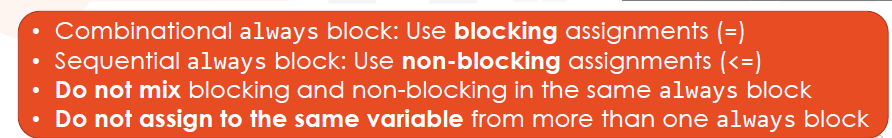 • Combinational always block: Use blocking assignments (=)
• Sequential always block: Use non-blocking assignments (<=)
• Do not mix blocking and non-blocking in the same always block
• Do not assign to the same variable from more than one always block